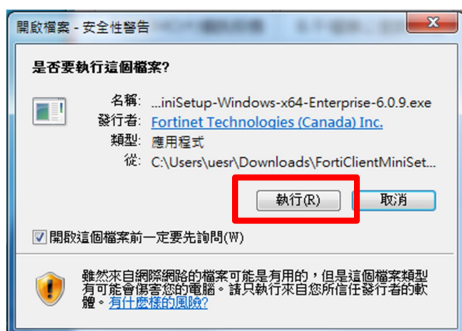 開啟檔案 - 安全性警告
是否要執行這個檔案?
名稱: ...iniSetup-Windows-x64-Enterprise-6.0.9.exe
發行者: Fortinet Technologies (Canada) Inc.
類型: 應用程式
從: C:\Users\uesr\Downloads\FortiClientMiniSet...
執行(R) 取消
開啟這個檔案前一定要先詢問(W)
雖然來自網際網路的檔案可能是有用的，但是這個檔案類型
有可能會傷害您的電腦。請只執行來自您所信任發行者的軟
體。有什麼樣的風險?